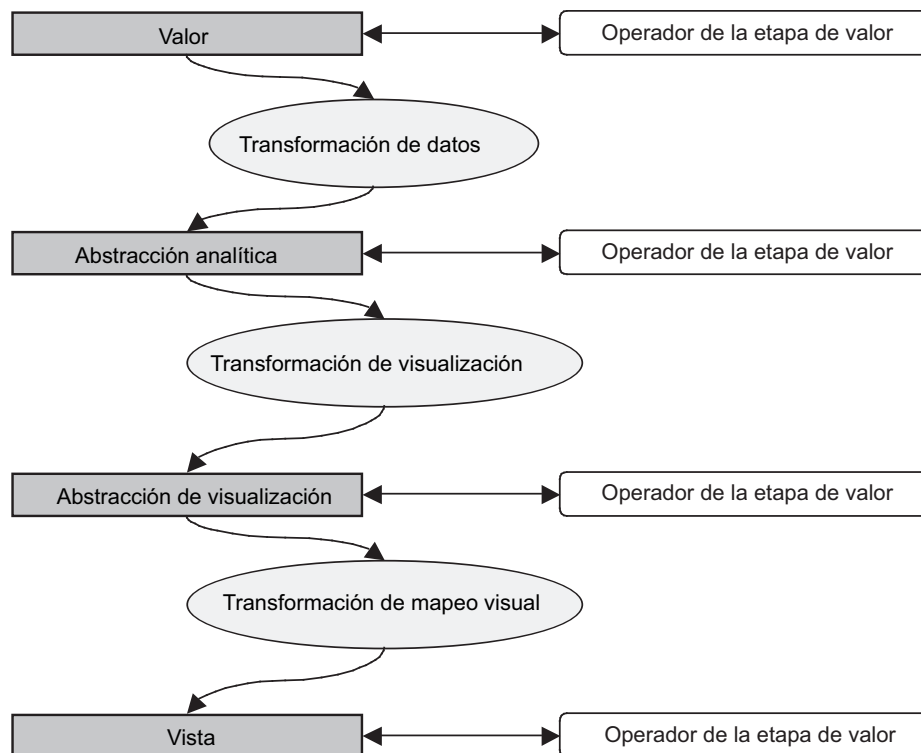 Valor
Operador de la etapa de valor
Transformación de datos
Abstracción analítica
Operador de la etapa de valor
Transformación de visualización
Abstracción de visualización
Operador de la etapa de valor
Transformación de mapeo visual
Vista
Operador de la etapa de valor